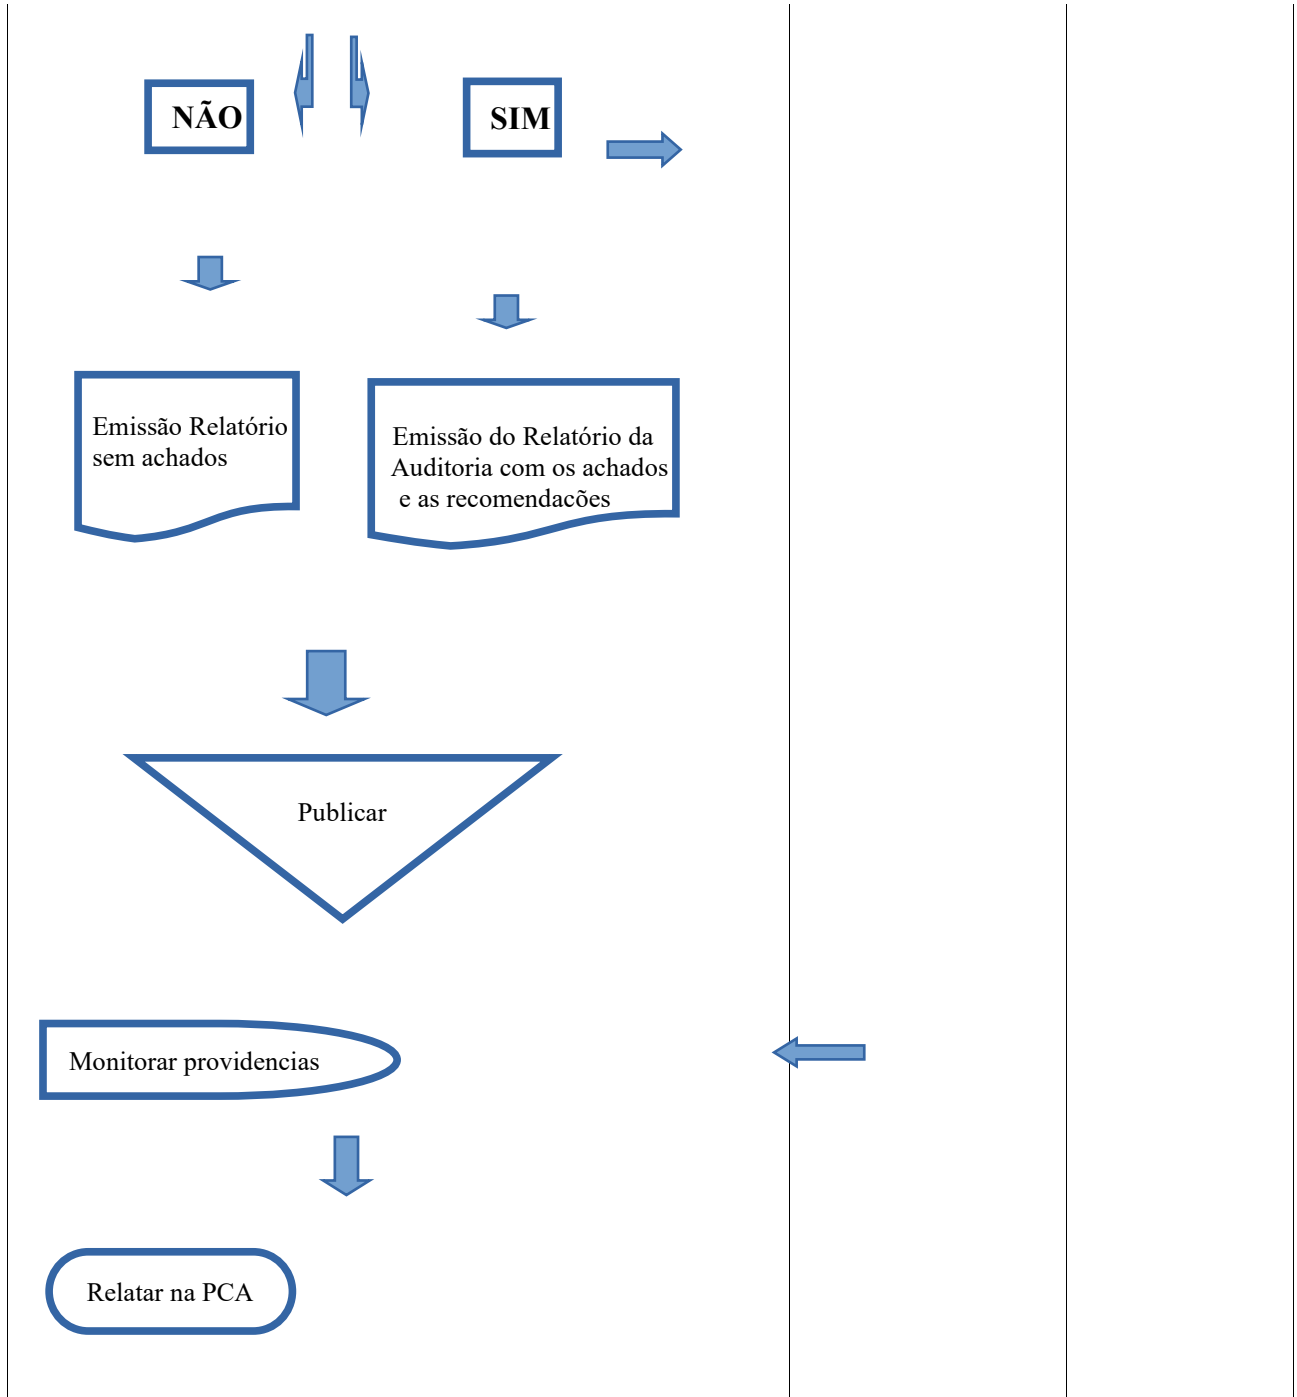 NÃO
SIM
Emissão Relatório
sem achados
Emissão do Relatório da
Auditoria com os achados
e as recomendacões
Publicar
Monitorar providencias
Relatar na PCA